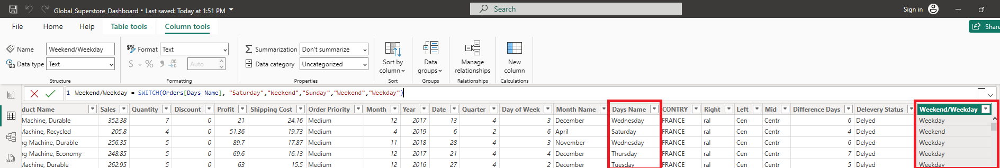 Global_Superstore_Dashboard • Last saved: Today at 1:51 PM
Search
Sign in
File Home Help Table tools Column tools
Share
Name Weekend/Weekday
Data type Text
Structure
$% Format Text
$ % Auto
Formatting
Summarization Don't summarize
Data category Uncategorized
Properties
Sort by
column
Sort
Data
groups
Groups
Manage
relationships
Relationships
New
column
Calculations
1 Weekend/Weekday = SWITCH(Orders[Days Name], "Saturday","Weekend","Sunday","Weekend","Weekday")
duct Name Sales Quantity Discount Profit Shipping Cost Order Priority Month Year Date Quarter Day of Week Month Name Days Name CONTRY Right Left Mid Difference Days Delevery Status Weekend/Weekday
Machine, Durable 352.38 7 0 21 24.16 Medium 12 2017 13 4 3 December Wednesday FRANCE ral Cen Centr 6 Delyed Weekday
Machine, Recycled 205.8 4 0 51.36 19.73 Medium 4 2019 6 2 6 April Saturday FRANCE ral Cen Centr 4 Delyed Weekend
ng Machine, Durable 256.35 5 0 89.7 17.87 Medium 11 2018 28 4 3 November Wednesday FRANCE ral Cen Centr 6 Delyed Weekday
ng Machine, Economy 248.85 5 0 69.6 16.13 Medium 12 2017 21 4 4 December Thursday FRANCE ral Cen Centr 7 Delyed Weekday
Machine, Durable 262.95 5 0 63 15.5 Medium 12 2016 27 4 2 December Tuesday FRANCE ral Cen Centr 5 Delyed Weekday